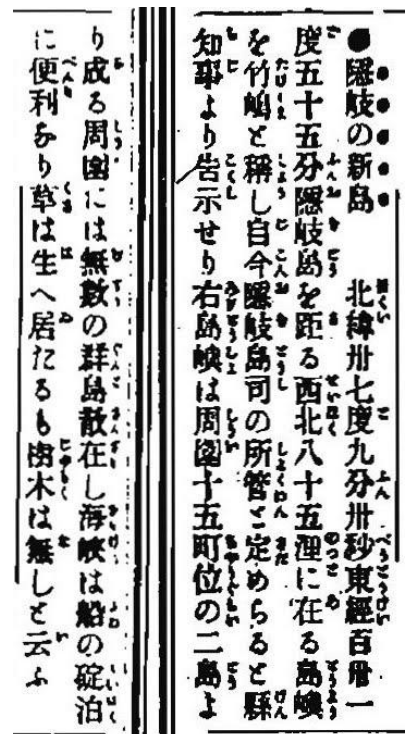 ●隠岐の新島　北緯卅七度九分卅秒東經百卅一
度五十五分隠岐島を距る西北八十五浬に在る島嶼
を竹嶋と稱し自今隠岐島司の所管と定めらると縣
知事より告示せり右島嶼は周圍十五町位の二島よ
り成る周圍には無數の群島散在し海峽は船の碇泊
に便利なり草は生へ居たるも樹木は無しと云ふ